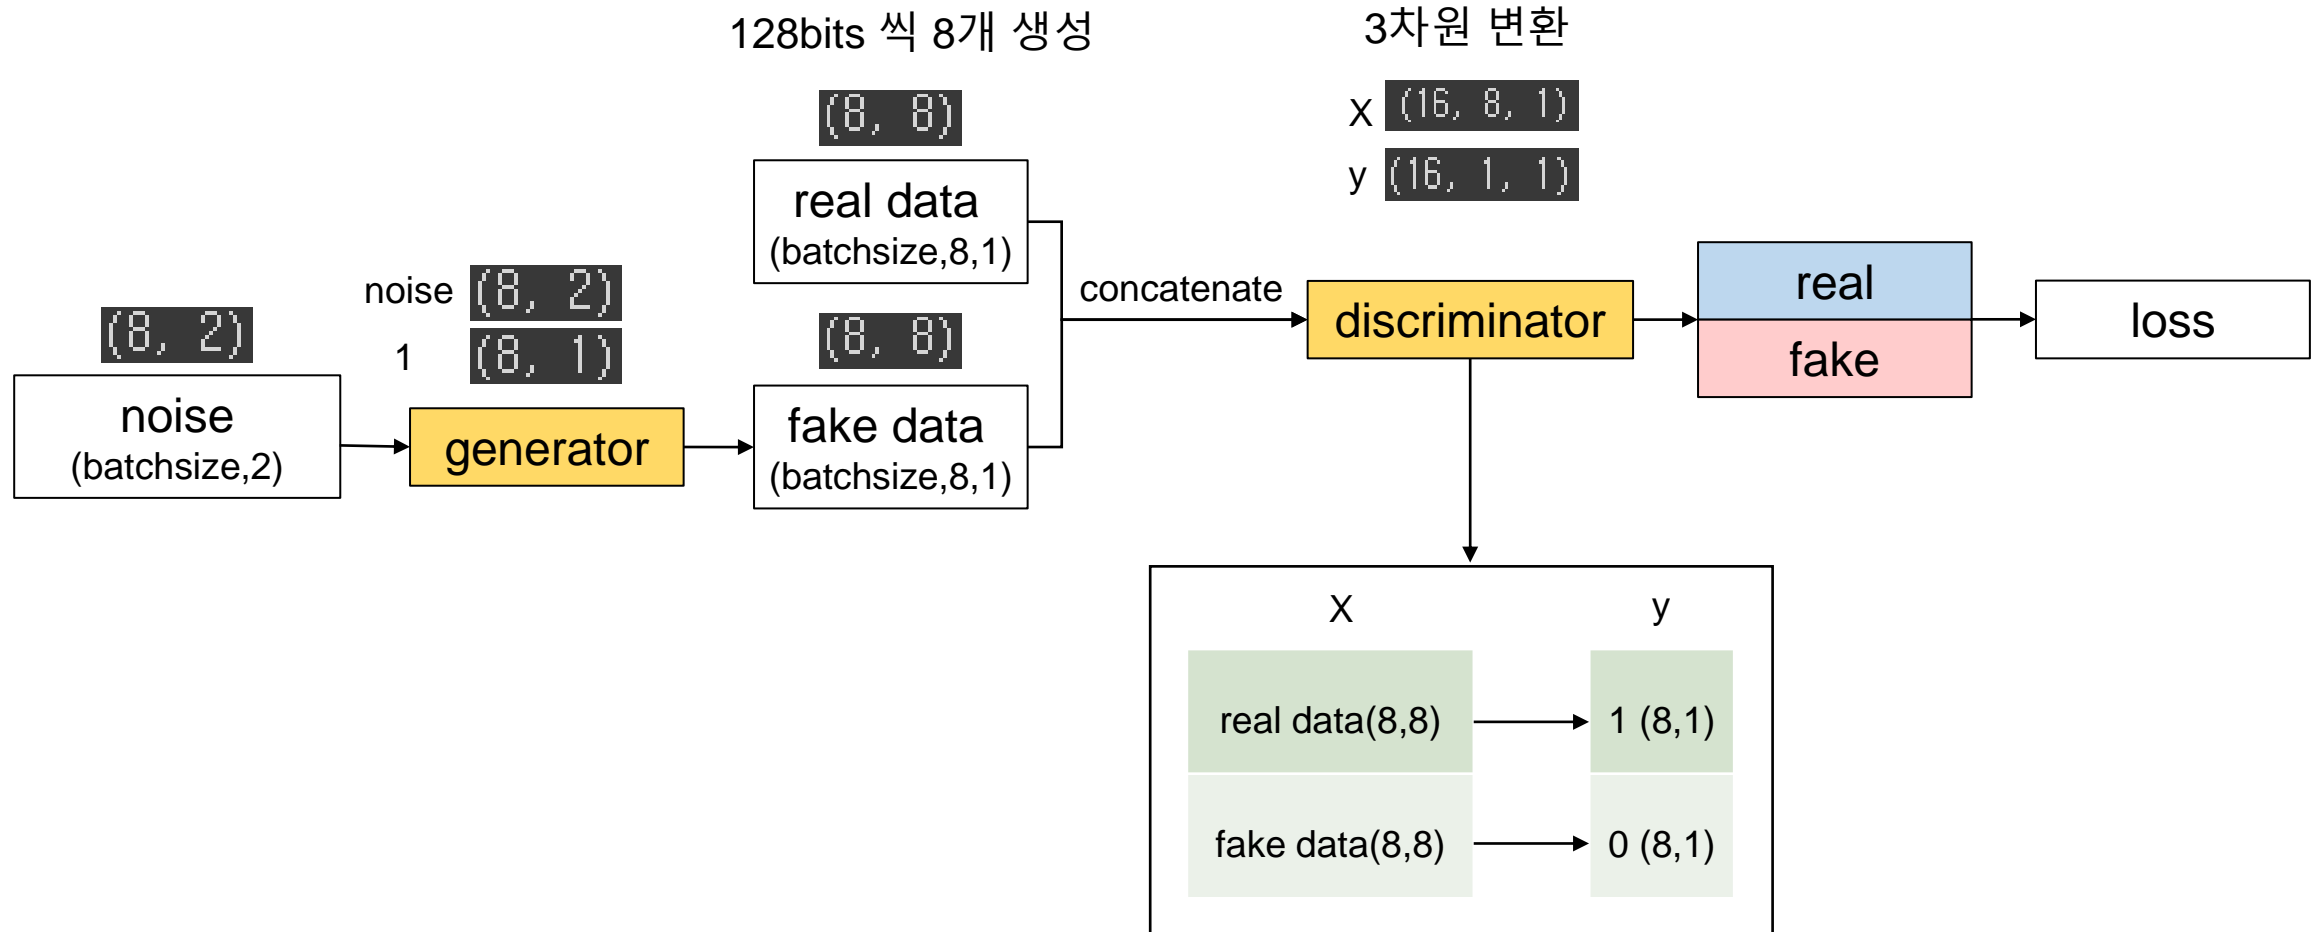 128bits 씩 8개 생성
3차원 변환
(8, 8)
X (16, 8, 1)
y (16, 1, 1)
real data
(batchsize,8,1)
noise (8, 2)
1 (8, 1)
(8, 2)
noise
(batchsize,2)
generator
(8, 8)
fake data
(batchsize,8,1)
concatenate
discriminator
real
fake
loss
X y
real data(8,8) 1 (8,1)
fake data(8,8) 0 (8,1)